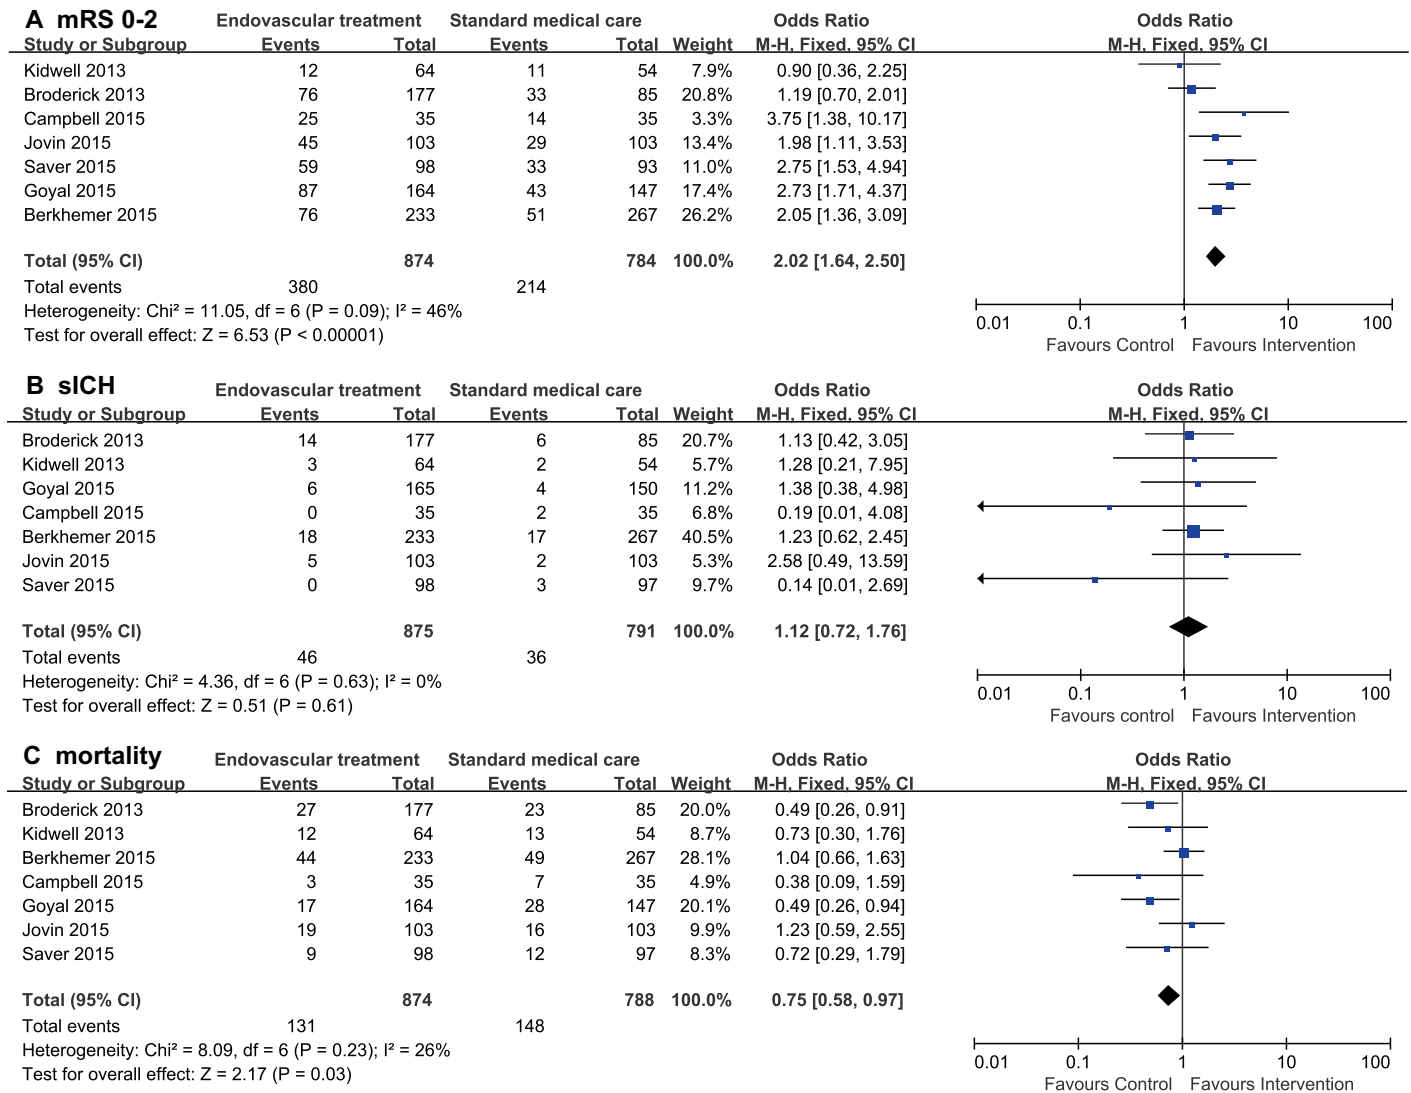 A mRS 0-2 Endovascular treatment Standard medical care Odds Ratio Odds Ratio
Study or Subgroup Events Total Events Total Weight M-H, Fixed, 95% CI M-H, Fixed, 95% CI
Kidwell 2013 12 64 11 54 7.9% 0.90 [0.36, 2.25]
Broderick 2013 76 177 33 85 20.8% 1.19 [0.70, 2.01]
Campbell 2015 25 35 14 35 3.3% 3.75 [1.38, 10.17]
Jovin 2015 45 103 29 103 13.4% 1.98 [1.11, 3.53]
Saver 2015 59 98 33 93 11.0% 2.75 [1.53, 4.94]
Goyal 2015 87 164 43 147 17.4% 2.73 [1.71, 4.37]
Berkhemer 2015 76 233 51 267 26.2% 2.05 [1.36, 3.09]
Total (95% CI) 874 784 100.0% 2.02 [1.64, 2.50]
Total events 380 214
Heterogeneity: Chi² = 11.05, df = 6 (P = 0.09); I² = 46%
Test for overall effect: Z = 6.53 (P < 0.00001)
0.01 0.1 1 10 100
Favours Control Favours Intervention
B sICH Endovascular treatment Standard medical care Odds Ratio Odds Ratio
Study or Subgroup Events Total Events Total Weight M-H, Fixed, 95% CI M-H, Fixed, 95% CI
Broderick 2013 14 177 6 85 20.7% 1.13 [0.42, 3.05]
Kidwell 2013 3 64 2 54 5.7% 1.28 [0.21, 7.95]
Goyal 2015 6 165 4 150 11.2% 1.38 [0.38, 4.98]
Campbell 2015 0 35 2 35 6.8% 0.19 [0.01, 4.08]
Berkhemer 2015 18 233 17 267 40.5% 1.23 [0.62, 2.45]
Jovin 2015 5 103 2 103 5.3% 2.58 [0.49, 13.59]
Saver 2015 0 98 3 97 9.7% 0.14 [0.01, 2.69]
Total (95% CI) 875 791 100.0% 1.12 [0.72, 1.76]
Total events 46 36
Heterogeneity: Chi² = 4.36, df = 6 (P = 0.63); I² = 0%
Test for overall effect: Z = 0.51 (P = 0.61)
0.01 0.1 1 10 100
Favours control Favours Intervention
C mortality Endovascular treatment Standard medical care Odds Ratio Odds Ratio
Study or Subgroup Events Total Events Total Weight M-H, Fixed, 95% CI M-H, Fixed, 95% CI
Broderick 2013 27 177 23 85 20.0% 0.49 [0.26, 0.91]
Kidwell 2013 12 64 13 54 8.7% 0.73 [0.30, 1.76]
Berkhemer 2015 44 233 49 267 28.1% 1.04 [0.66, 1.63]
Campbell 2015 3 35 7 35 4.9% 0.38 [0.09, 1.59]
Goyal 2015 17 164 28 147 20.1% 0.49 [0.26, 0.94]
Jovin 2015 19 103 16 103 9.9% 1.23 [0.59, 2.55]
Saver 2015 9 98 12 97 8.3% 0.72 [0.29, 1.79]
Total (95% CI) 874 788 100.0% 0.75 [0.58, 0.97]
Total events 131 148
Heterogeneity: Chi² = 8.09, df = 6 (P = 0.23); I² = 26%
Test for overall effect: Z = 2.17 (P = 0.03)
0.01 0.1 1 10 100
Favours Control Favours Intervention